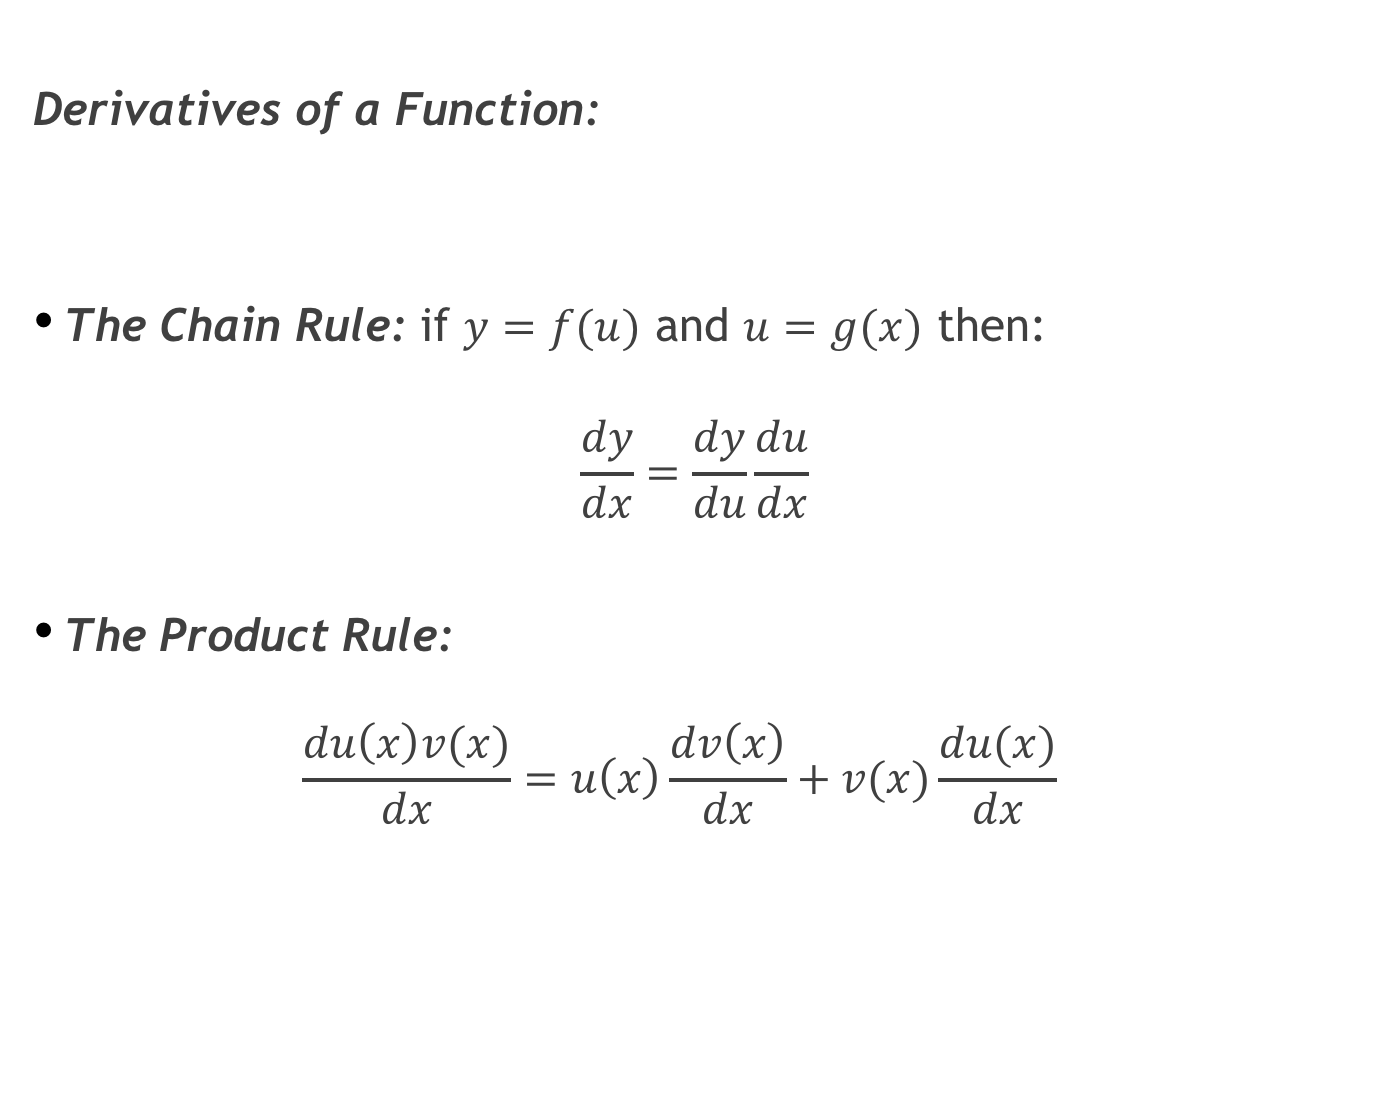 Derivatives of a Function:
• The Chain Rule: if y = f(u) and u = g(x) then:
dy/dx = dy/du du/dx
• The Product Rule:
du(x)v(x)/dx = u(x) dv(x)/dx + v(x) du(x)/dx